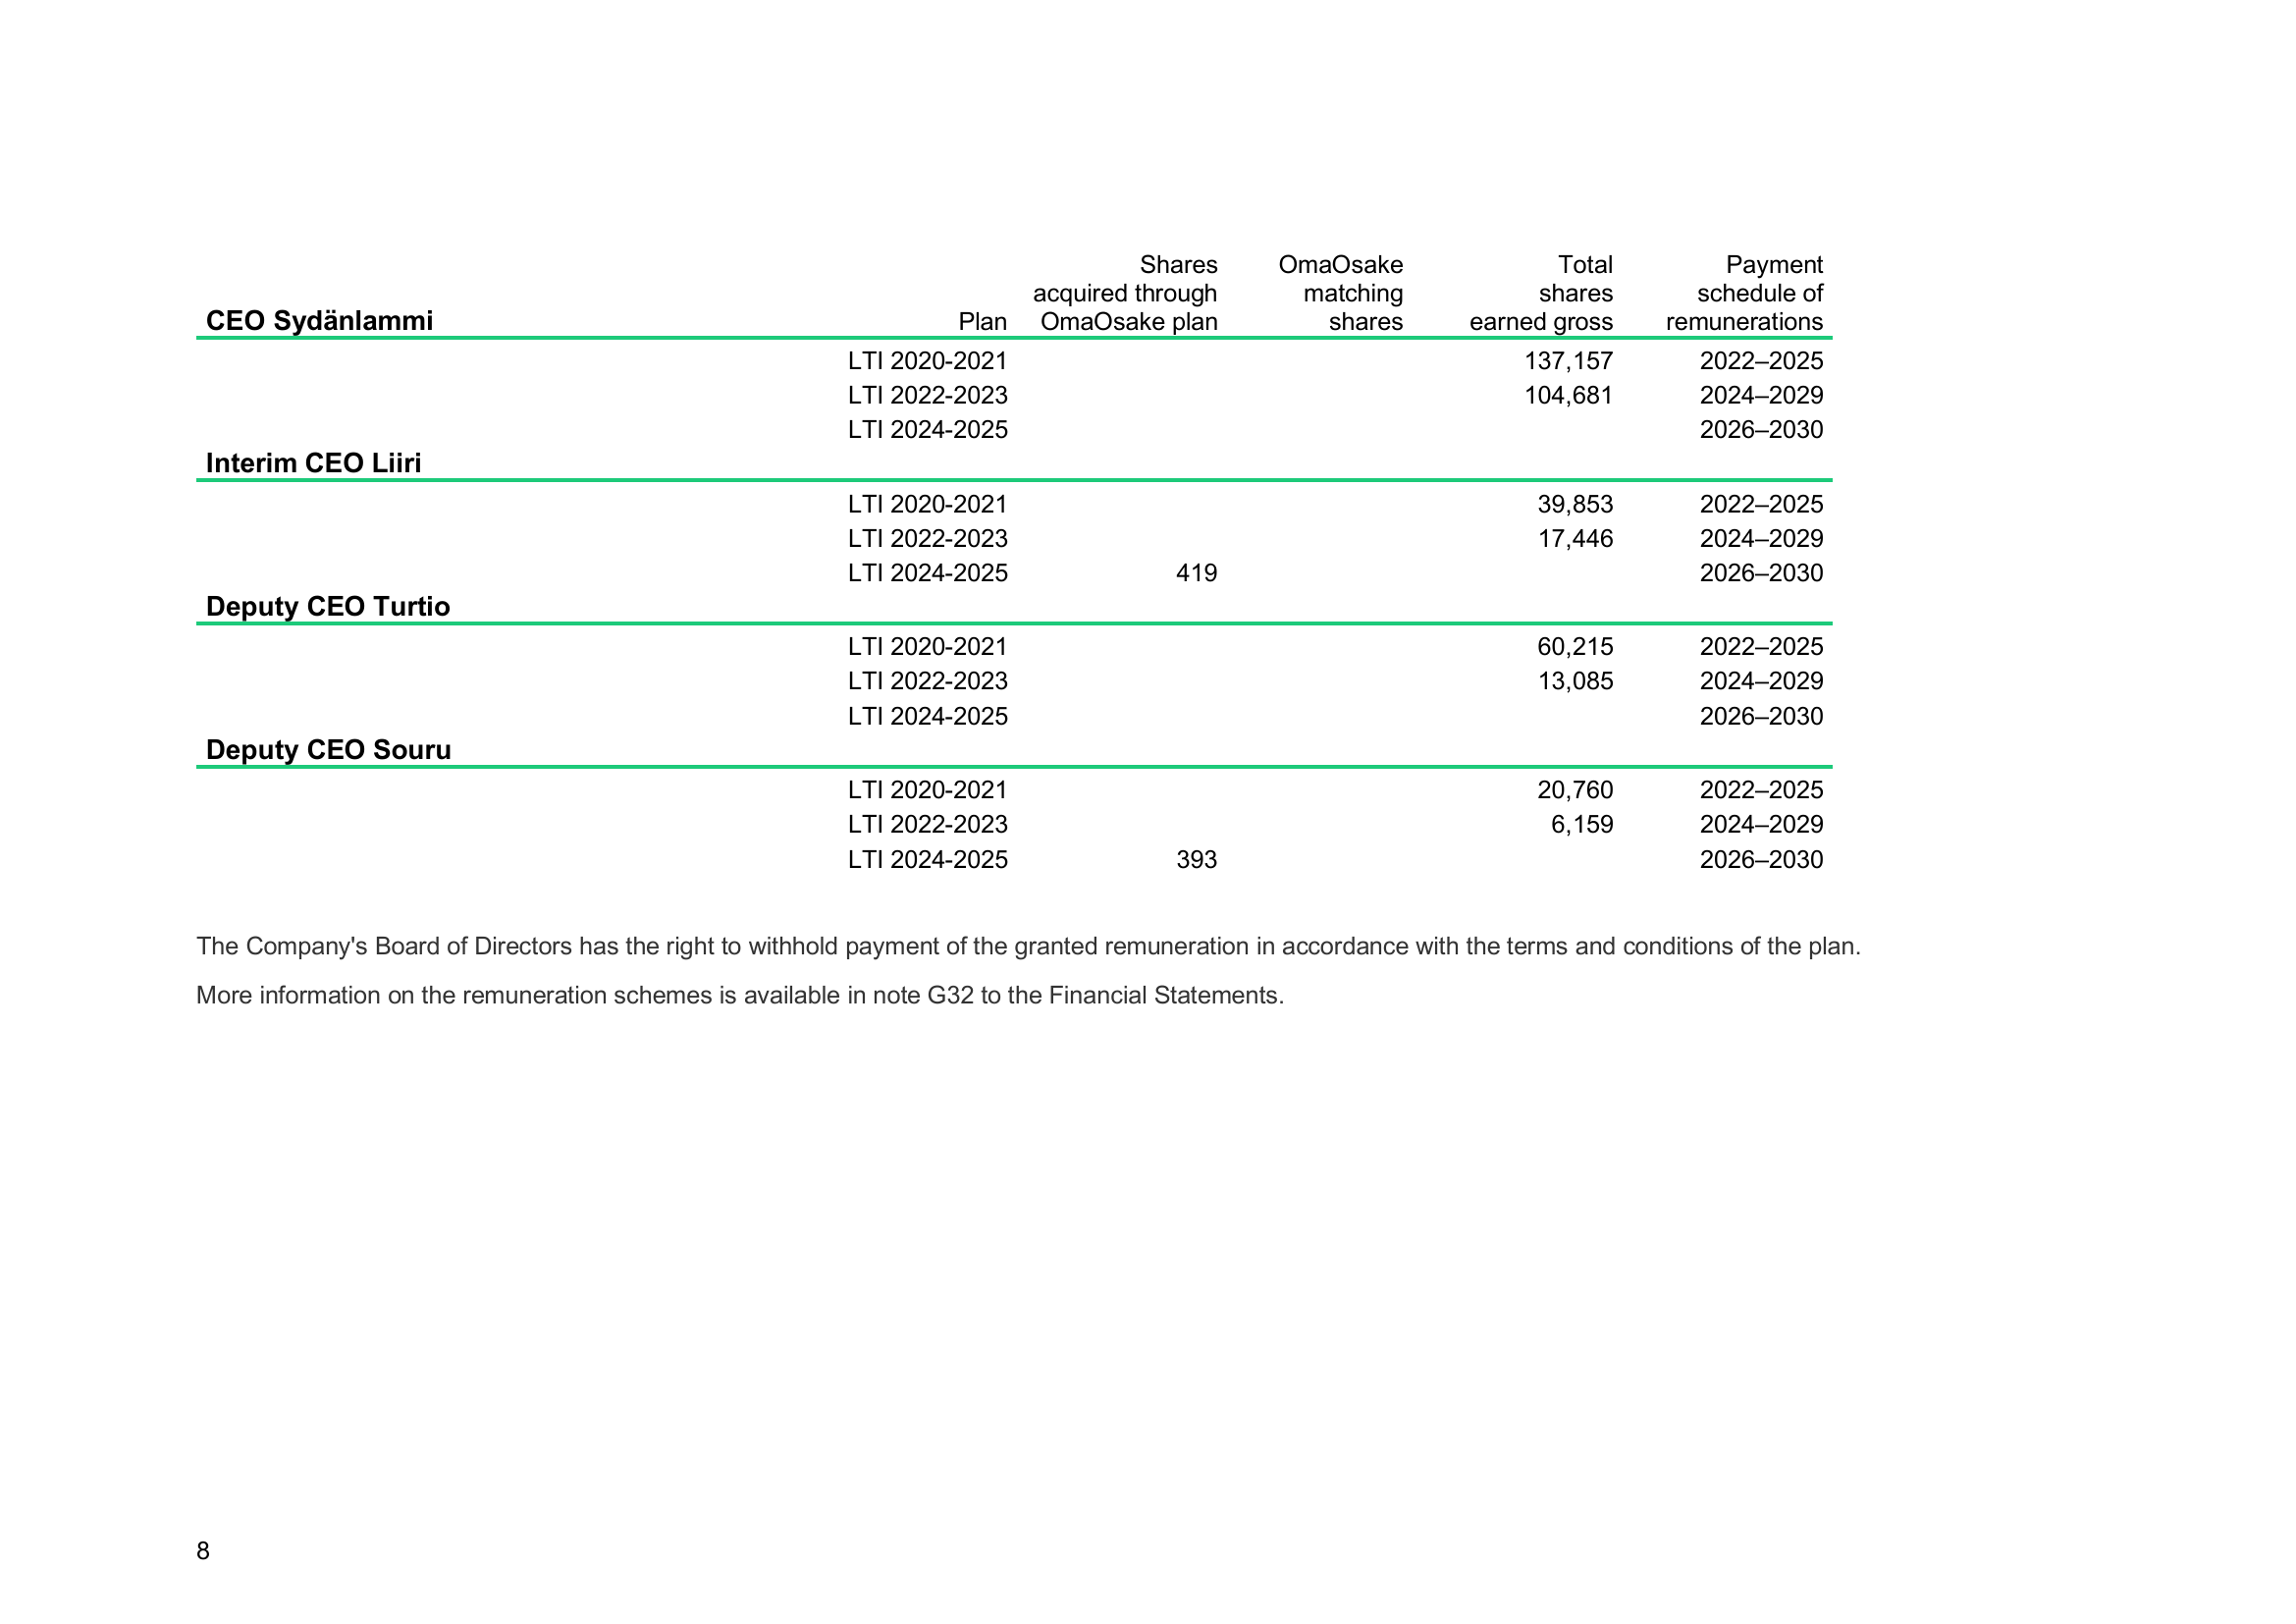 Shares OmaOsake Total Payment
acquired through matching shares schedule of
CEO Sydänlammi Plan OmaOsake plan shares earned gross remunerations
LTI 2020-2021 137,157 2022–2025
LTI 2022-2023 104,681 2024–2029
LTI 2024-2025 2026–2030
Interim CEO Liiri
LTI 2020-2021 39,853 2022–2025
LTI 2022-2023 17,446 2024–2029
LTI 2024-2025 419 2026–2030
Deputy CEO Turtio
LTI 2020-2021 60,215 2022–2025
LTI 2022-2023 13,085 2024–2029
LTI 2024-2025 2026–2030
Deputy CEO Souru
LTI 2020-2021 20,760 2022–2025
LTI 2022-2023 6,159 2024–2029
LTI 2024-2025 393 2026–2030
The Company's Board of Directors has the right to withhold payment of the granted remuneration in accordance with the terms and conditions of the plan.
More information on the remuneration schemes is available in note G32 to the Financial Statements.
8